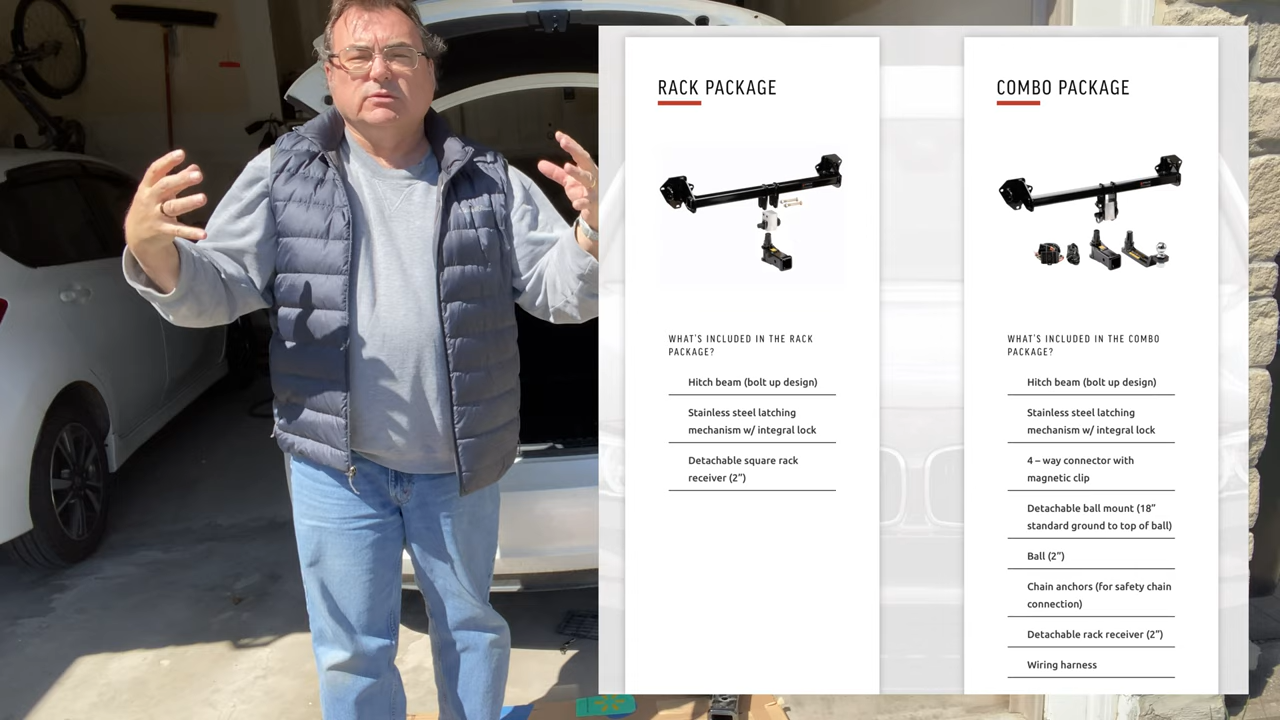 RACK PACKAGE
WHAT'S INCLUDED IN THE RACK
PACKAGE?
Hitch beam (bolt up design)
Stainless steel latching
mechanism w/ integral lock
Detachable square rack
receiver (2”)
COMBO PACKAGE
WHAT'S INCLUDED IN THE COMBO
PACKAGE?
Hitch beam (bolt up design)
Stainless steel latching
mechanism w/ integral lock
4 – way connector with
magnetic clip
Detachable ball mount (18”
standard ground to top of ball)
Ball (2”)
Chain anchors (for safety chain
connection)
Detachable rack receiver (2”)
Wiring harness